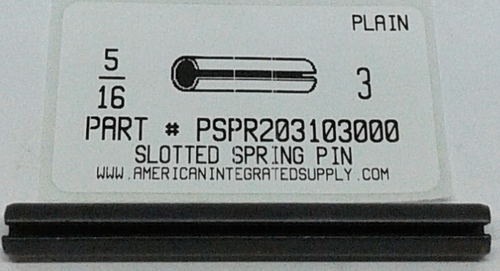 PLAIN
5/16
3
PART # PSPR203103000
SLOTTED SPRING PIN
WWW.AMERICANINTEGRATEDSUPPLY.COM